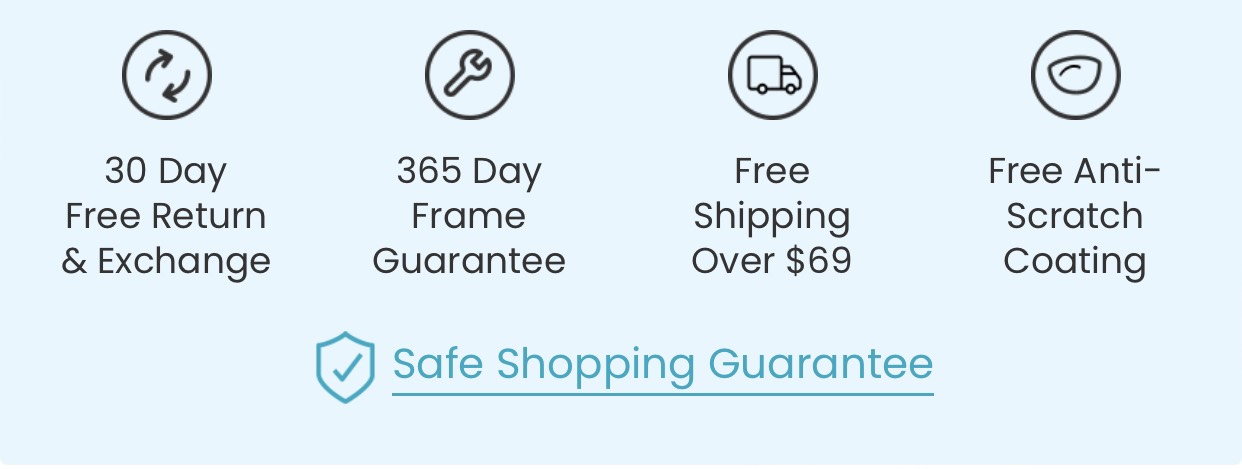 30 Day
Free Return
& Exchange
365 Day
Frame
Guarantee
Free
Shipping
Over $69
Free Anti-
Scratch
Coating
Safe Shopping Guarantee